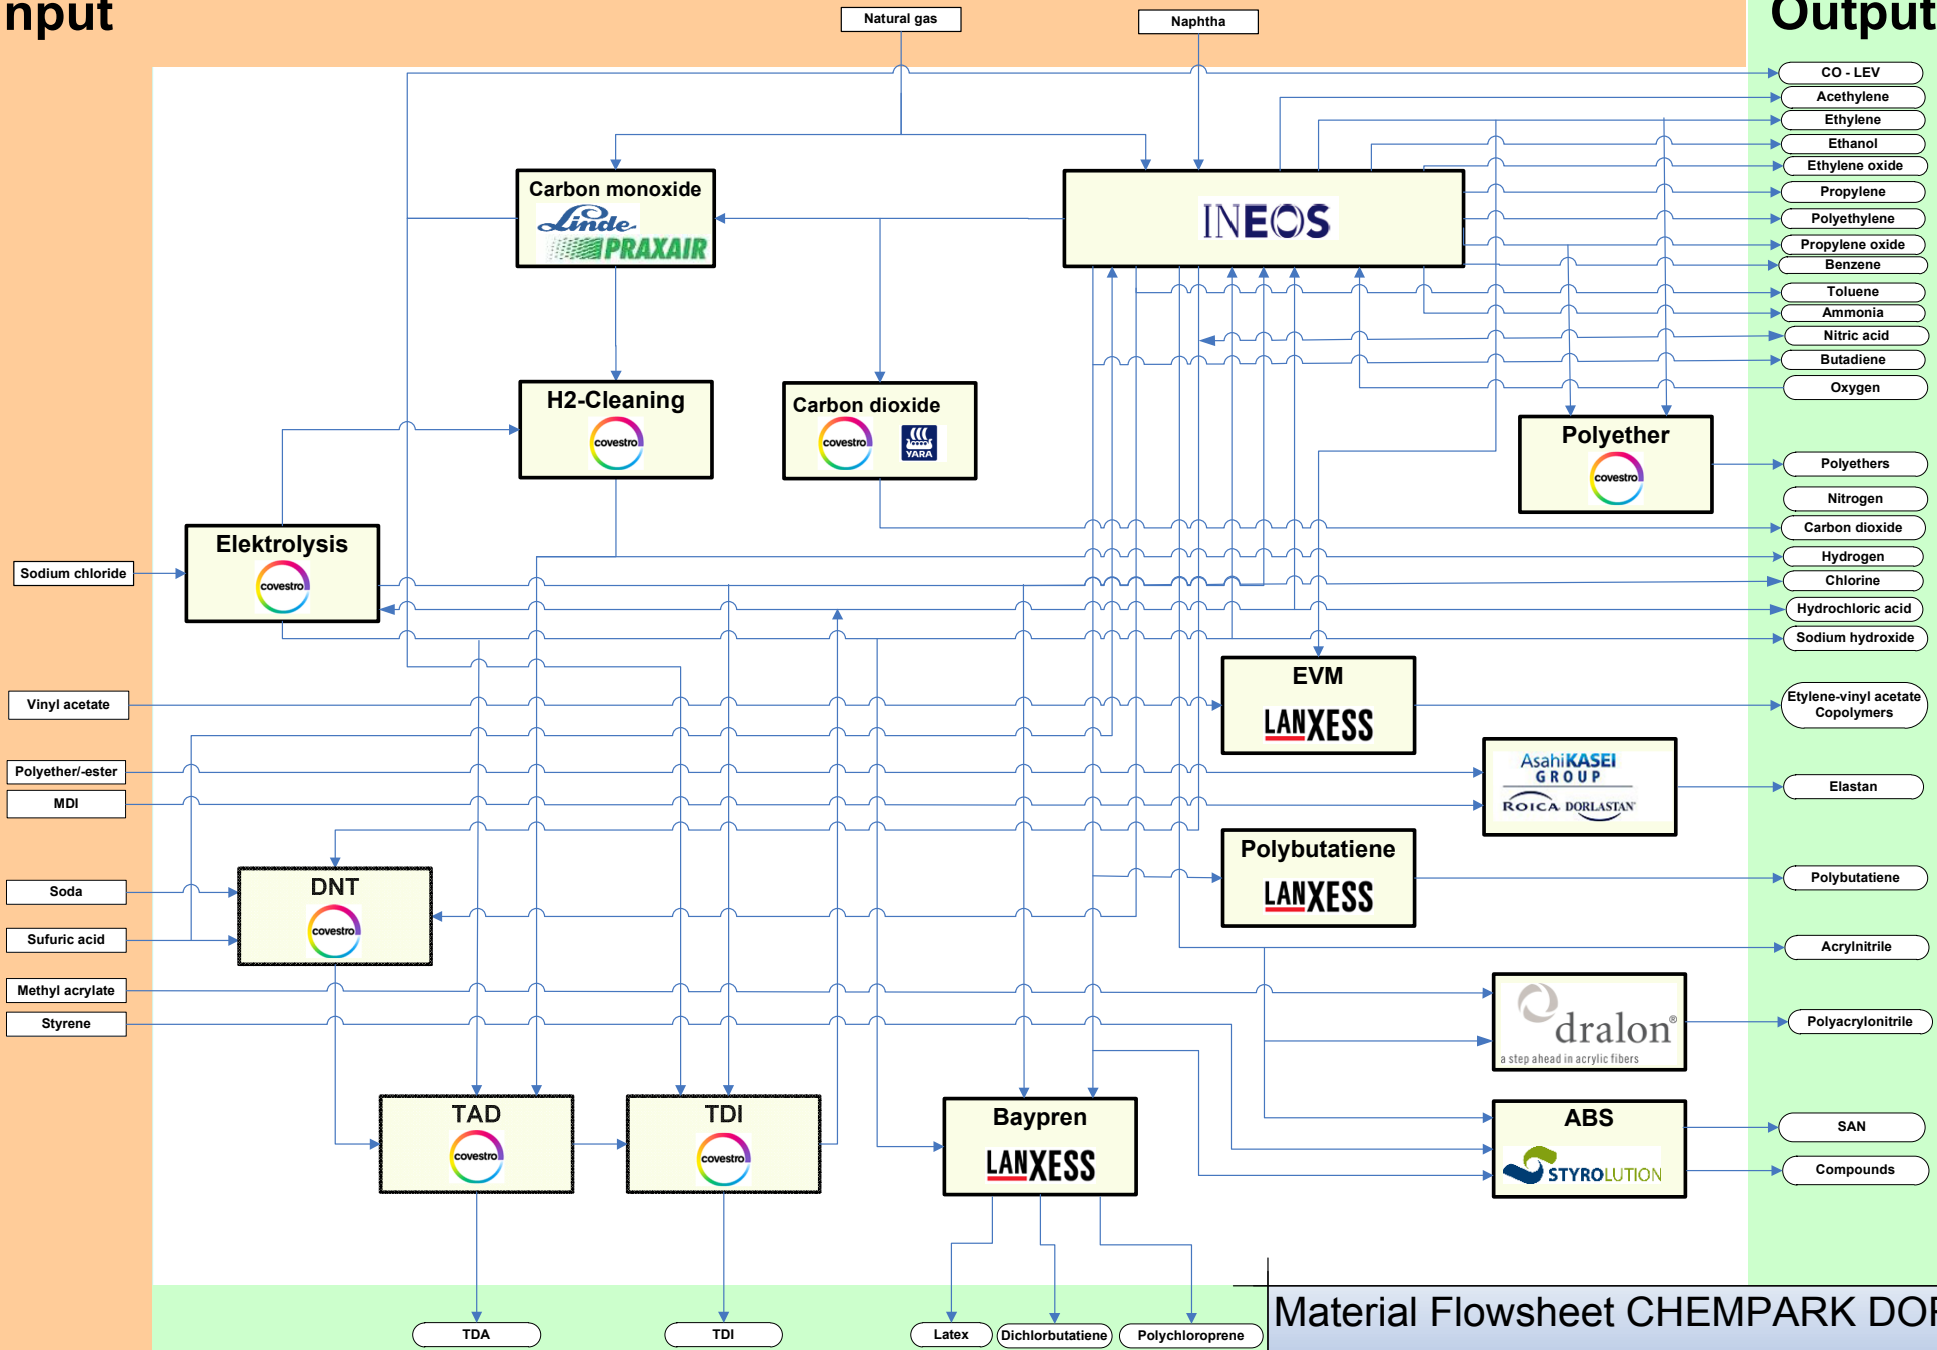 nput
Output
Natural gas
Naphtha
CO - LEV
Acethylene
Ethylene
Ethanol
Ethylene oxide
Propylene
Polyethylene
Propylene oxide
Benzene
Toluene
Ammonia
Nitric acid
Butadiene
Oxygen
Carbon monoxide
Linde
PRAXAIR
INEOS
H2-Cleaning
covestro
Carbon dioxide
covestro
YARA
Polyether
covestro
Polyethers
Nitrogen
Carbon dioxide
Hydrogen
Chlorine
Hydrochloric acid
Sodium hydroxide
Elektrolysis
covestro
Sodium chloride
Vinyl acetate
EVM
LANXESS
Etylene-vinyl acetate
Copolymers
Polyether/-ester
MDI
AsahiKASEI
GROUP
ROICA DORLASTAN
Elastan
Polybutatiene
LANXESS
Polybutatiene
DNT
covestro
Soda
Sufuric acid
Acrylnitrile
Methyl acrylate
Styrene
dralon®
a step ahead in acrylic fibers
Polyacrylonitrile
TAD
covestro
TDI
covestro
Baypren
LANXESS
ABS
STYROLUTION
SAN
Compounds
TDA
TDI
Latex
Dichlorbutatiene
Polychloroprene
Material Flowsheet CHEMPARK DOR